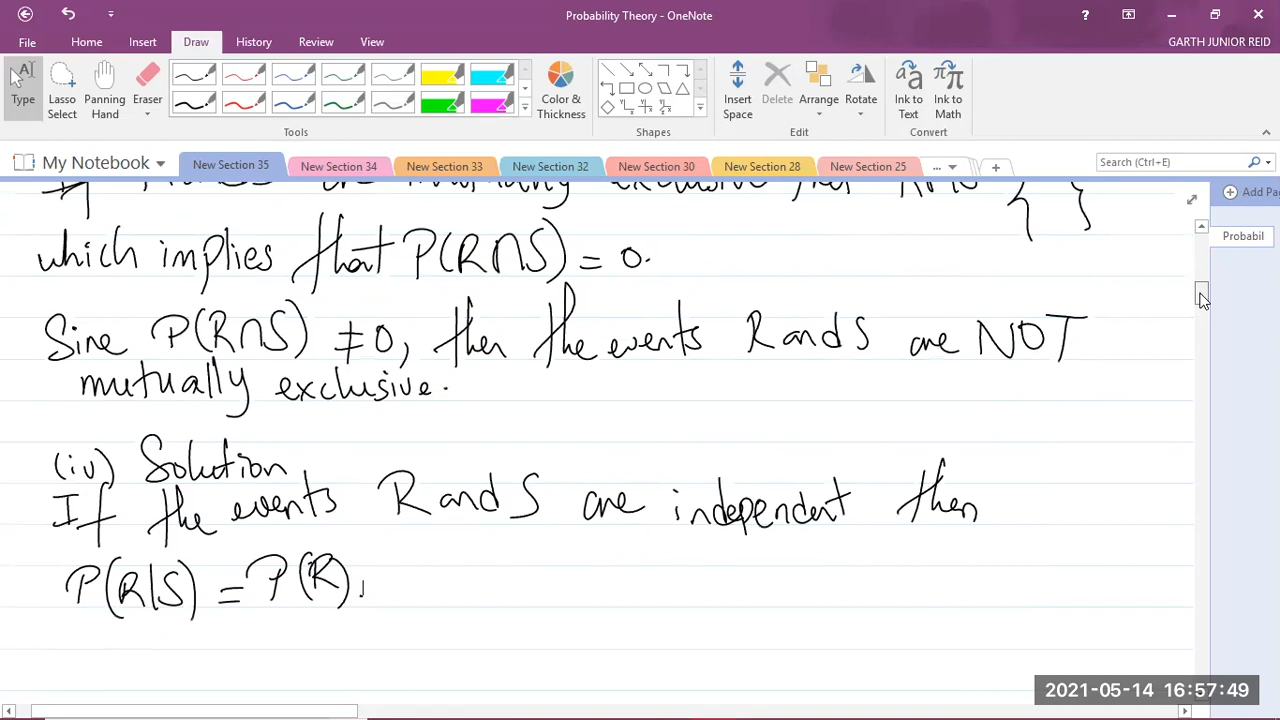 Probability Theory - OneNote
?
File
Home
Insert
Draw
History
Review
View
GARTH JUNIOR REID
Type
Lasso Select
Panning Hand
Eraser
Color & Thickness
Insert Space
Delete
Arrange
Rotate
Ink to Text
Ink to Math
Tools
Shapes
Edit
Convert
My Notebook
New Section 35
New Section 34
New Section 33
New Section 32
New Section 30
New Section 28
New Section 25
...
Search (Ctrl+E)
Add Pag
Probabil
exclusive
which implies that P(R∩S) = 0.
Sine P(R∩S) ≠ 0, then the events R and S are NOT
mutually exclusive.
(iv) Solution
If the events R and S are independent then
P(R|S) = P(R),
2021-05-14 16:57:49